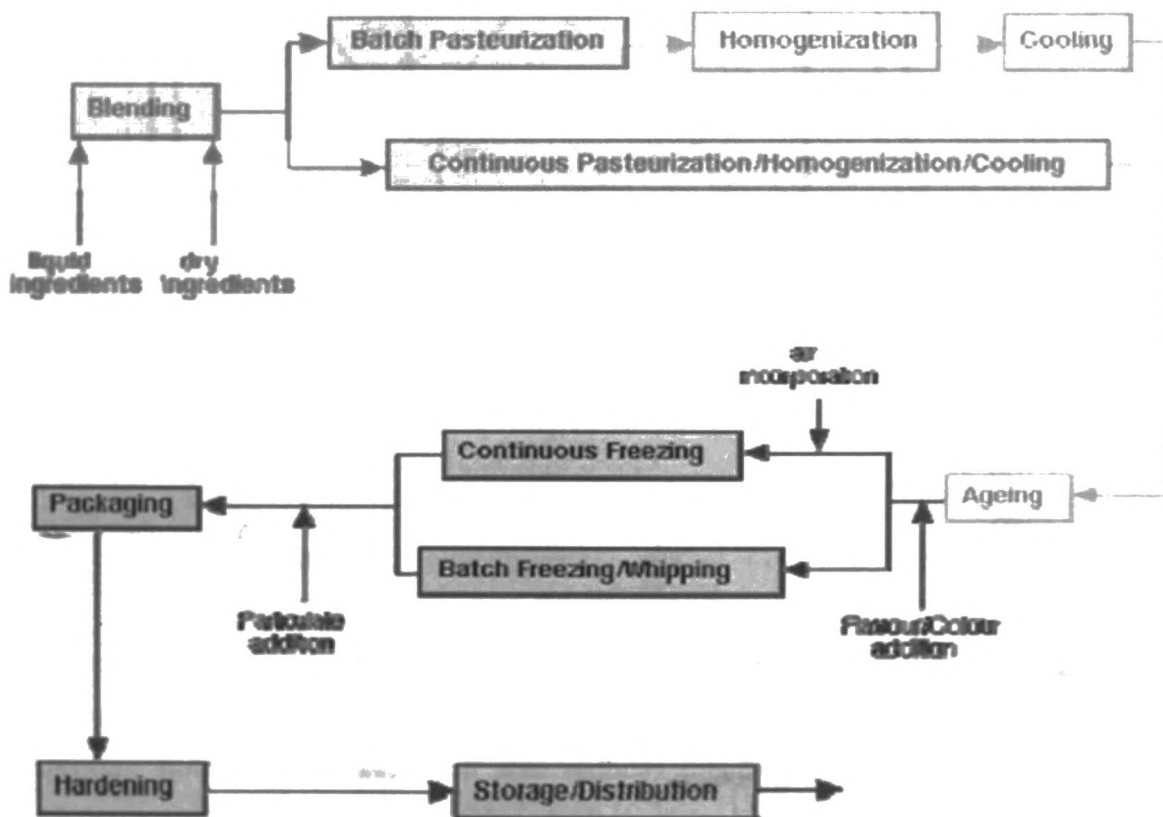 Batch Pasteurization
Homogenization
Cooling
Blending
Continuous Pasteurization/Homogenization/Cooling
liquid
ingredients
dry
ingredients
air
incorporation
Continuous Freezing
Ageing
Packaging
Batch Freezing/Whipping
Particulate
addition
Flavour/Colour
addition
Hardening
Storage/Distribution